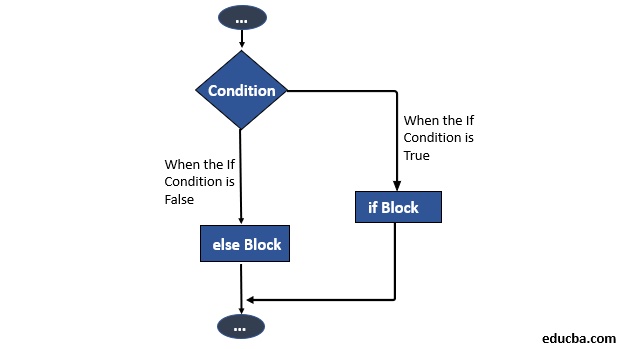 ...
Condition
When the If
Condition is
True
When the If
Condition is
False
if Block
else Block
...
educba.com